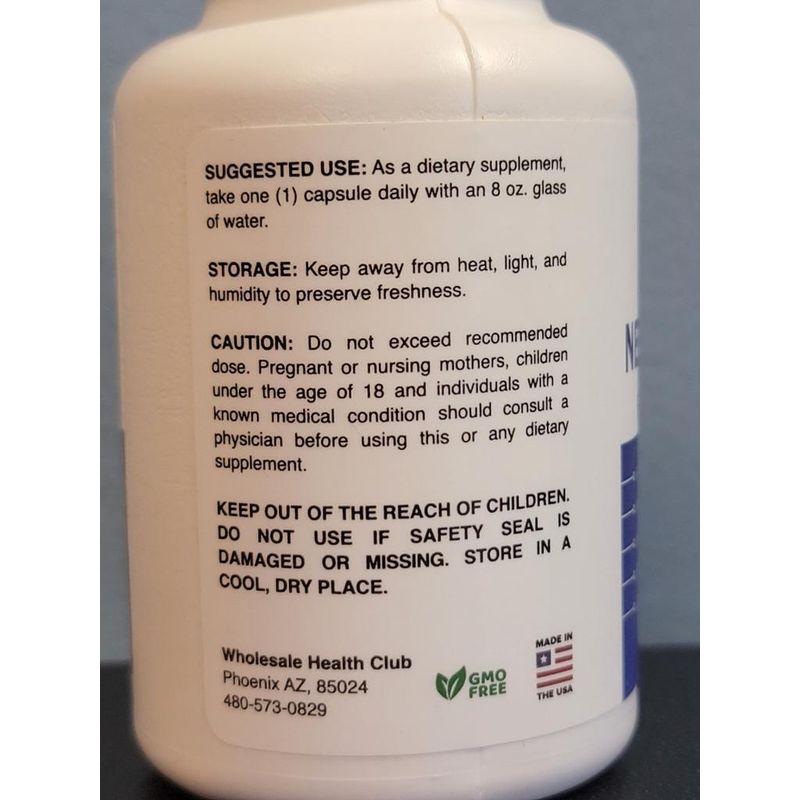 SUGGESTED USE: As a dietary supplement,
take one (1) capsule daily with an 8 oz. glass
of water.
STORAGE: Keep away from heat, light, and
humidity to preserve freshness.
CAUTION: Do not exceed recommended
dose. Pregnant or nursing mothers, children
under the age of 18 and individuals with a
known medical condition should consult a
physician before using this or any dietary
supplement.
KEEP OUT OF THE REACH OF CHILDREN.
DO NOT USE IF SAFETY SEAL IS
DAMAGED OR MISSING. STORE IN A
COOL, DRY PLACE.
Wholesale Health Club
Phoenix AZ, 85024
480-573-0829
GMO
FREE
MADE IN
THE USA